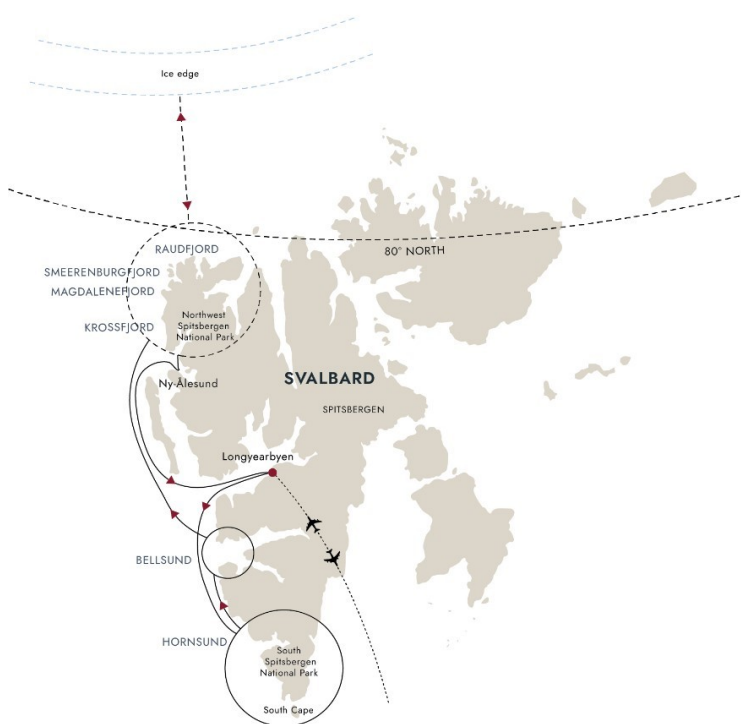 Ice edge
RAUDFJORD
80° NORTH
SMEERENBURGFJORD
MAGDALENEFJORD
Northwest
Spitsbergen
National Park
KROSSFJORD
Ny-Ålesund
SVALBARD
SPITSBERGEN
Longyearbyen
BELLSUND
HORNSUND
South
Spitsbergen
National Park
South Cape